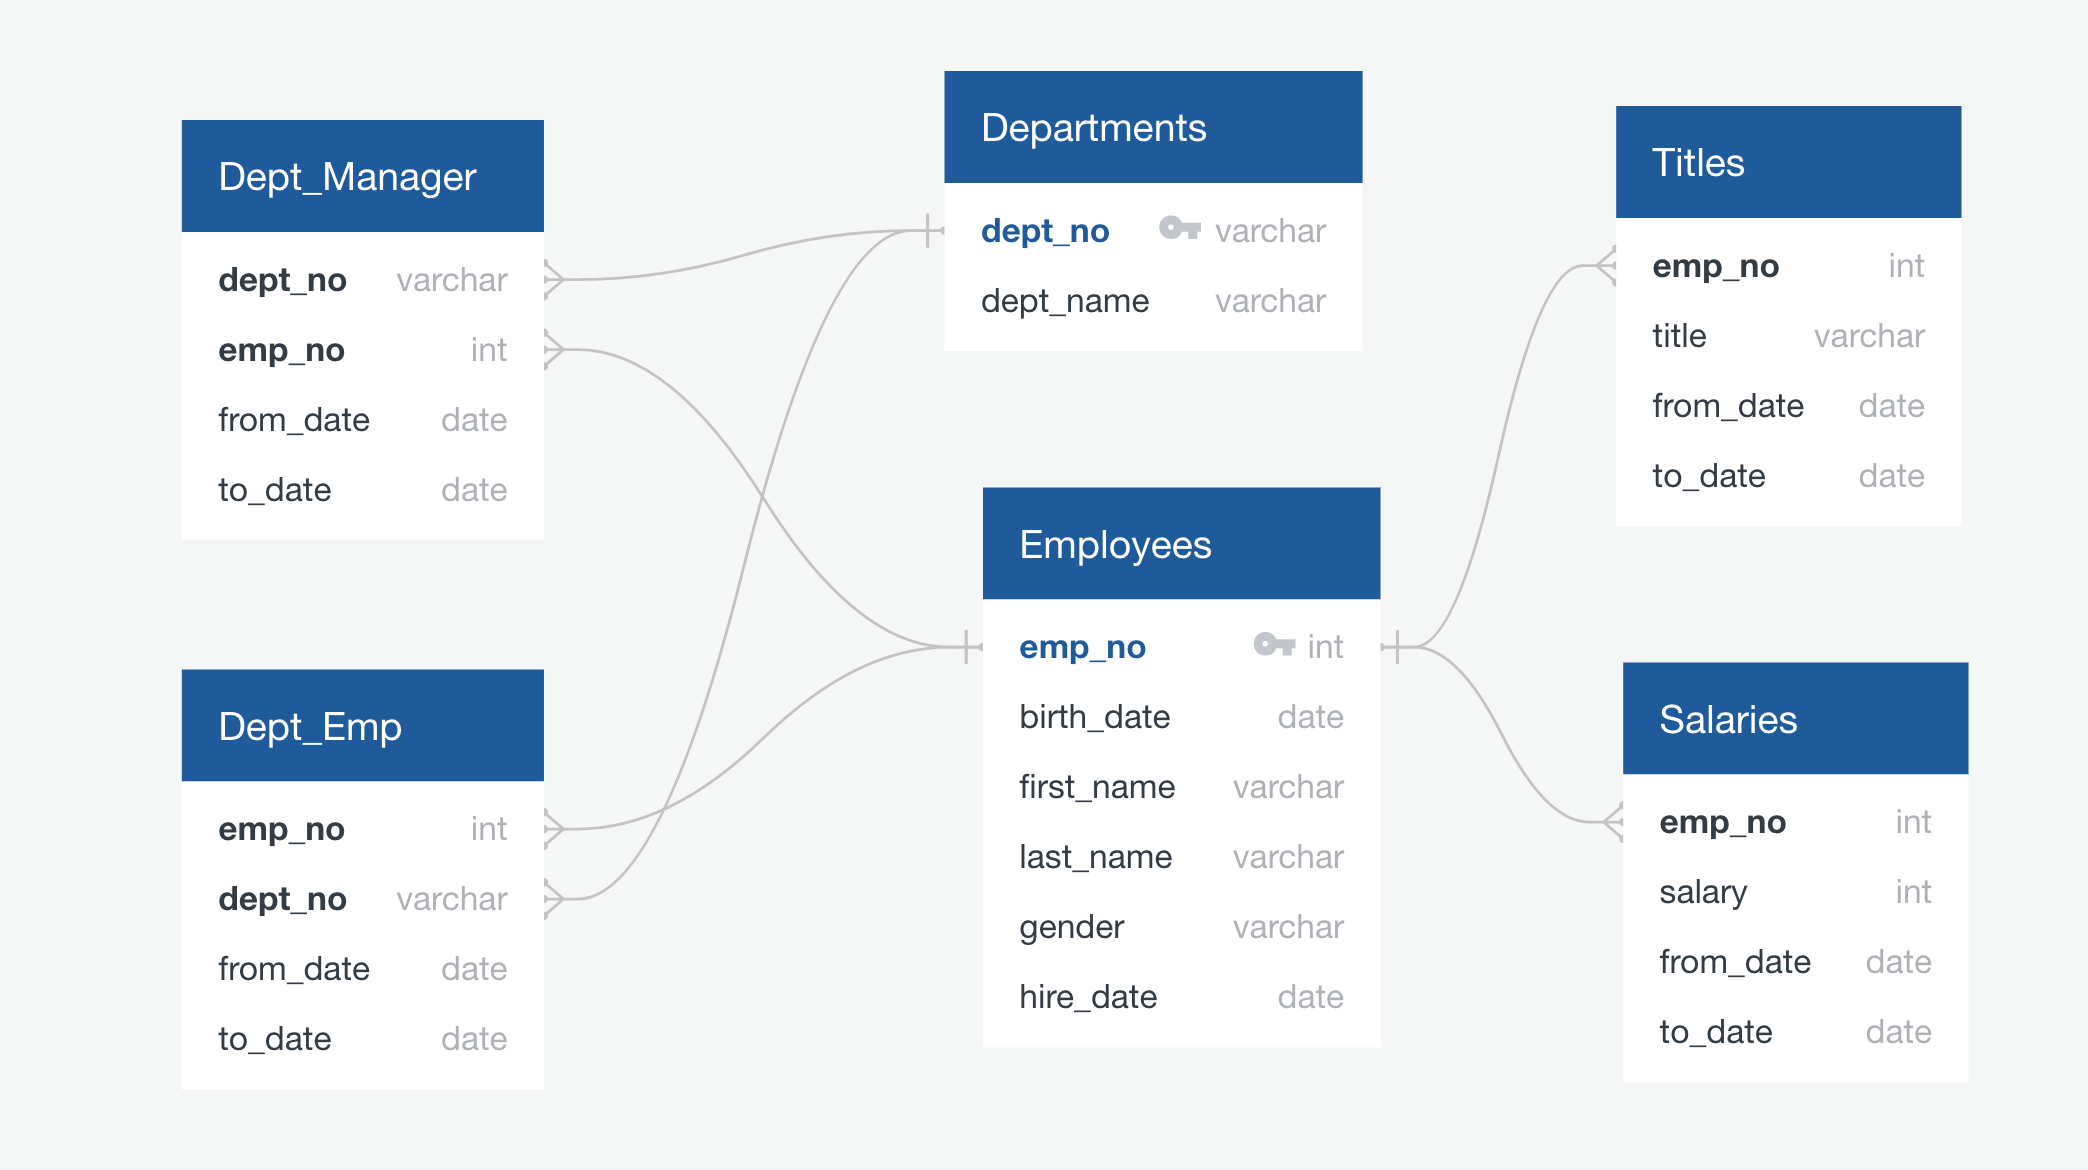 Dept_Manager
dept_no varchar
emp_no int
from_date date
to_date date
Departments
dept_no varchar
dept_name varchar
Titles
emp_no int
title varchar
from_date date
to_date date
Dept_Emp
emp_no int
dept_no varchar
from_date date
to_date date
Employees
emp_no int
birth_date date
first_name varchar
last_name varchar
gender varchar
hire_date date
Salaries
emp_no int
salary int
from_date date
to_date date